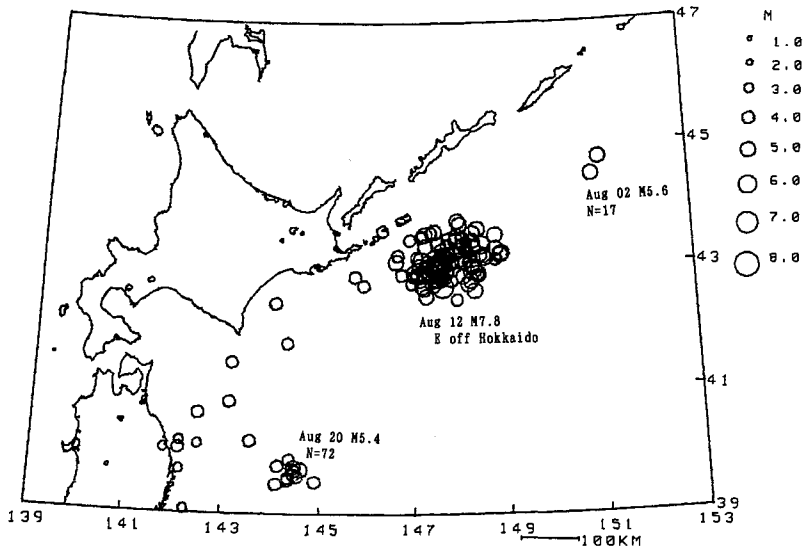 47
M
1.0
2.0
3.0
4.0
5.0
6.0
7.0
8.0
45
Aug 02 M5.6
N=17
43
Aug 12 M7.8
E off Hokkaido
41
Aug 20 M5.4
N=72
39
139 141 143 145 147 149 151 153
100KM